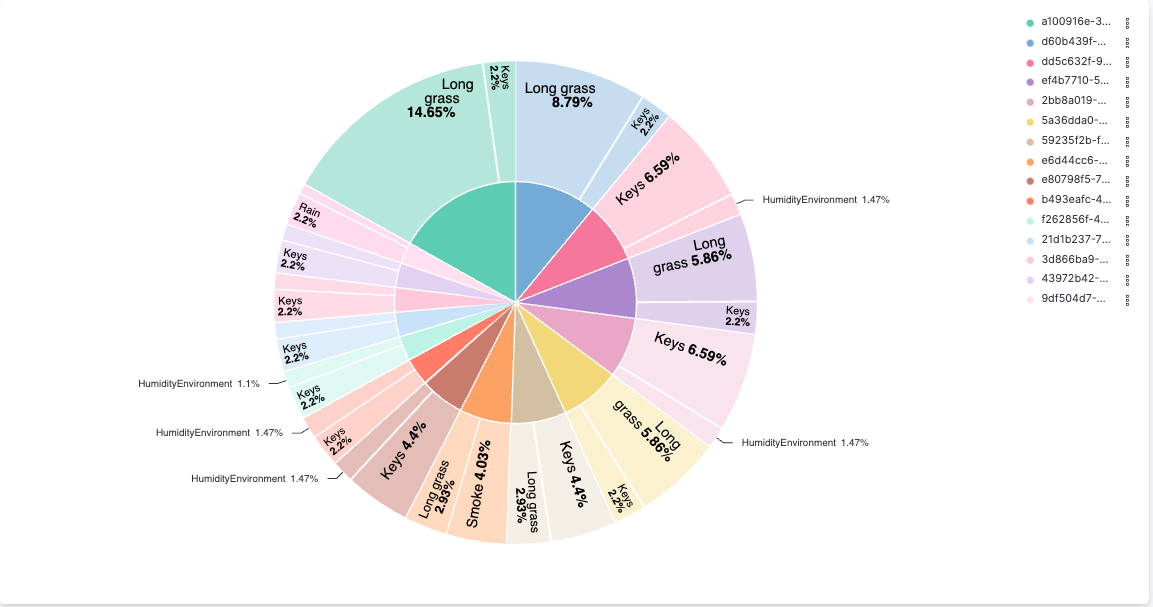 Long grass
8.79%
Keys
2.2%
Keys 6.59%
HumidityEnvironment 1.47%
Long
grass 5.86%
Keys
2.2%
Keys 6.59%
HumidityEnvironment 1.47%
Long
grass 5.86%
Keys
2.2%
Keys 4.4%
Long grass
2.93%
Smoke 4.03%
Long grass
2.93%
Keys 4.4%
HumidityEnvironment 1.47%
Keys
2.2%
HumidityEnvironment 1.47%
Keys
2.2%
HumidityEnvironment 1.1%
Keys
2.2%
Keys
2.2%
Keys
2.2%
Rain
2.2%
Long
grass
14.65%
Keys
2.2%
a100916e-3...
d60b439f-...
dd5c632f-9...
ef4b7710-5...
2bb8a019-...
5a36dda0-...
59235f2b-f...
e6d44cc6-...
e80798f5-7...
b493eafc-4...
f262856f-4...
21d1b237-7...
3d866ba9-...
43972b42-...
9df504d7-...